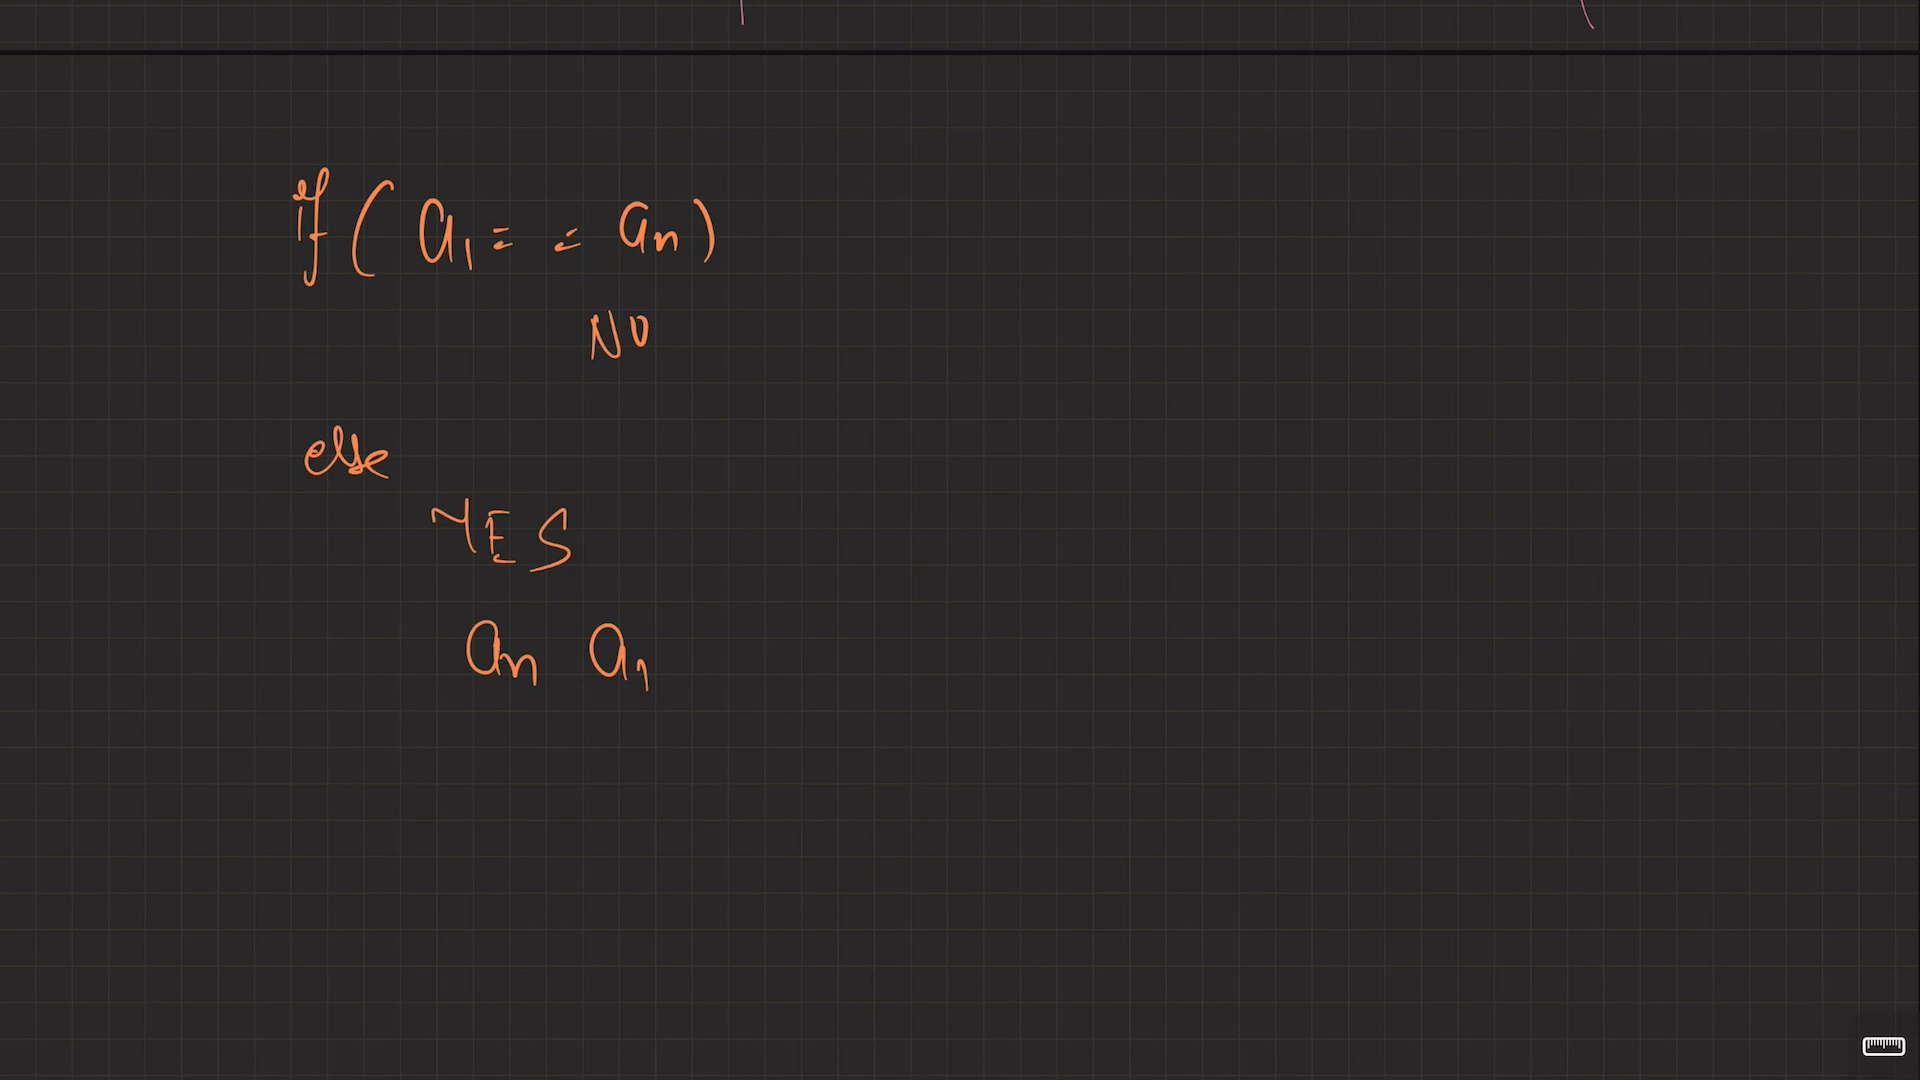 if ( a1 = = an )
NO
else
YES
an a1